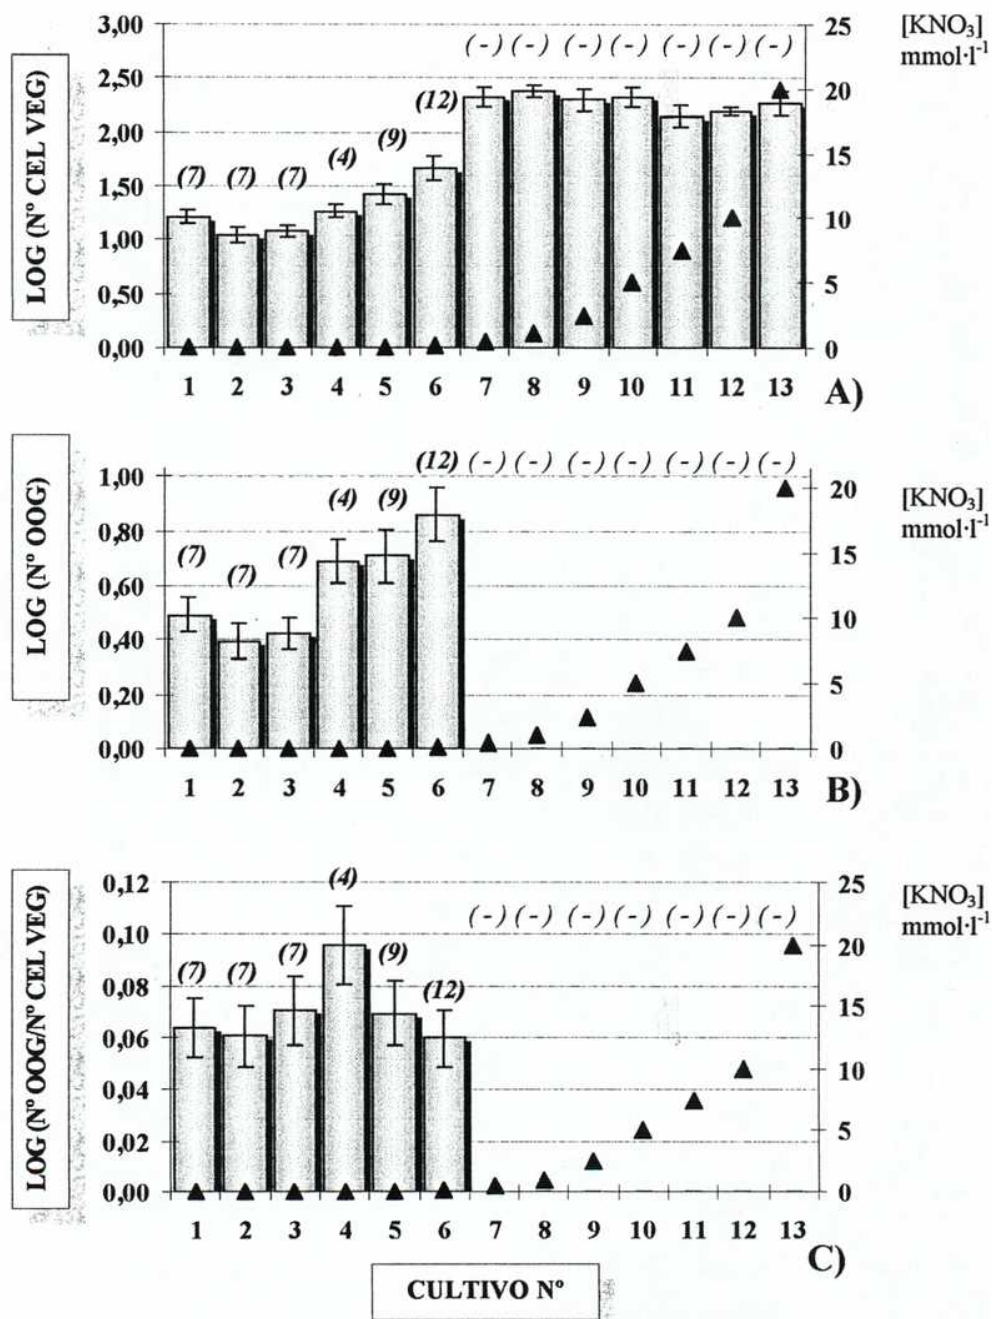 LOG (Nº CEL VEG)
3,00
2,50
2,00
1,50
1,00
0,50
0,00
(7) (7) (7) (4) (9) (12) (-) (-) (-) (-) (-) (-) (-)
25
20
15
10
5
0
[KNO₃]
mmol·l⁻¹
1 2 3 4 5 6 7 8 9 10 11 12 13
A)
LOG (Nº OOG)
1,00
0,80
0,60
0,40
0,20
0,00
(7) (7) (7) (4) (9) (12) (-) (-) (-) (-) (-) (-) (-)
20
15
10
5
0
[KNO₃]
mmol·l⁻¹
1 2 3 4 5 6 7 8 9 10 11 12 13
B)
LOG(Nº OOG/Nº CEL VEG)
0,12
0,10
0,08
0,06
0,04
0,02
0,00
(7) (7) (7) (4) (9) (12) (-) (-) (-) (-) (-) (-) (-)
25
20
15
10
5
0
[KNO₃]
mmol·l⁻¹
1 2 3 4 5 6 7 8 9 10 11 12 13
C)
CULTIVO Nº